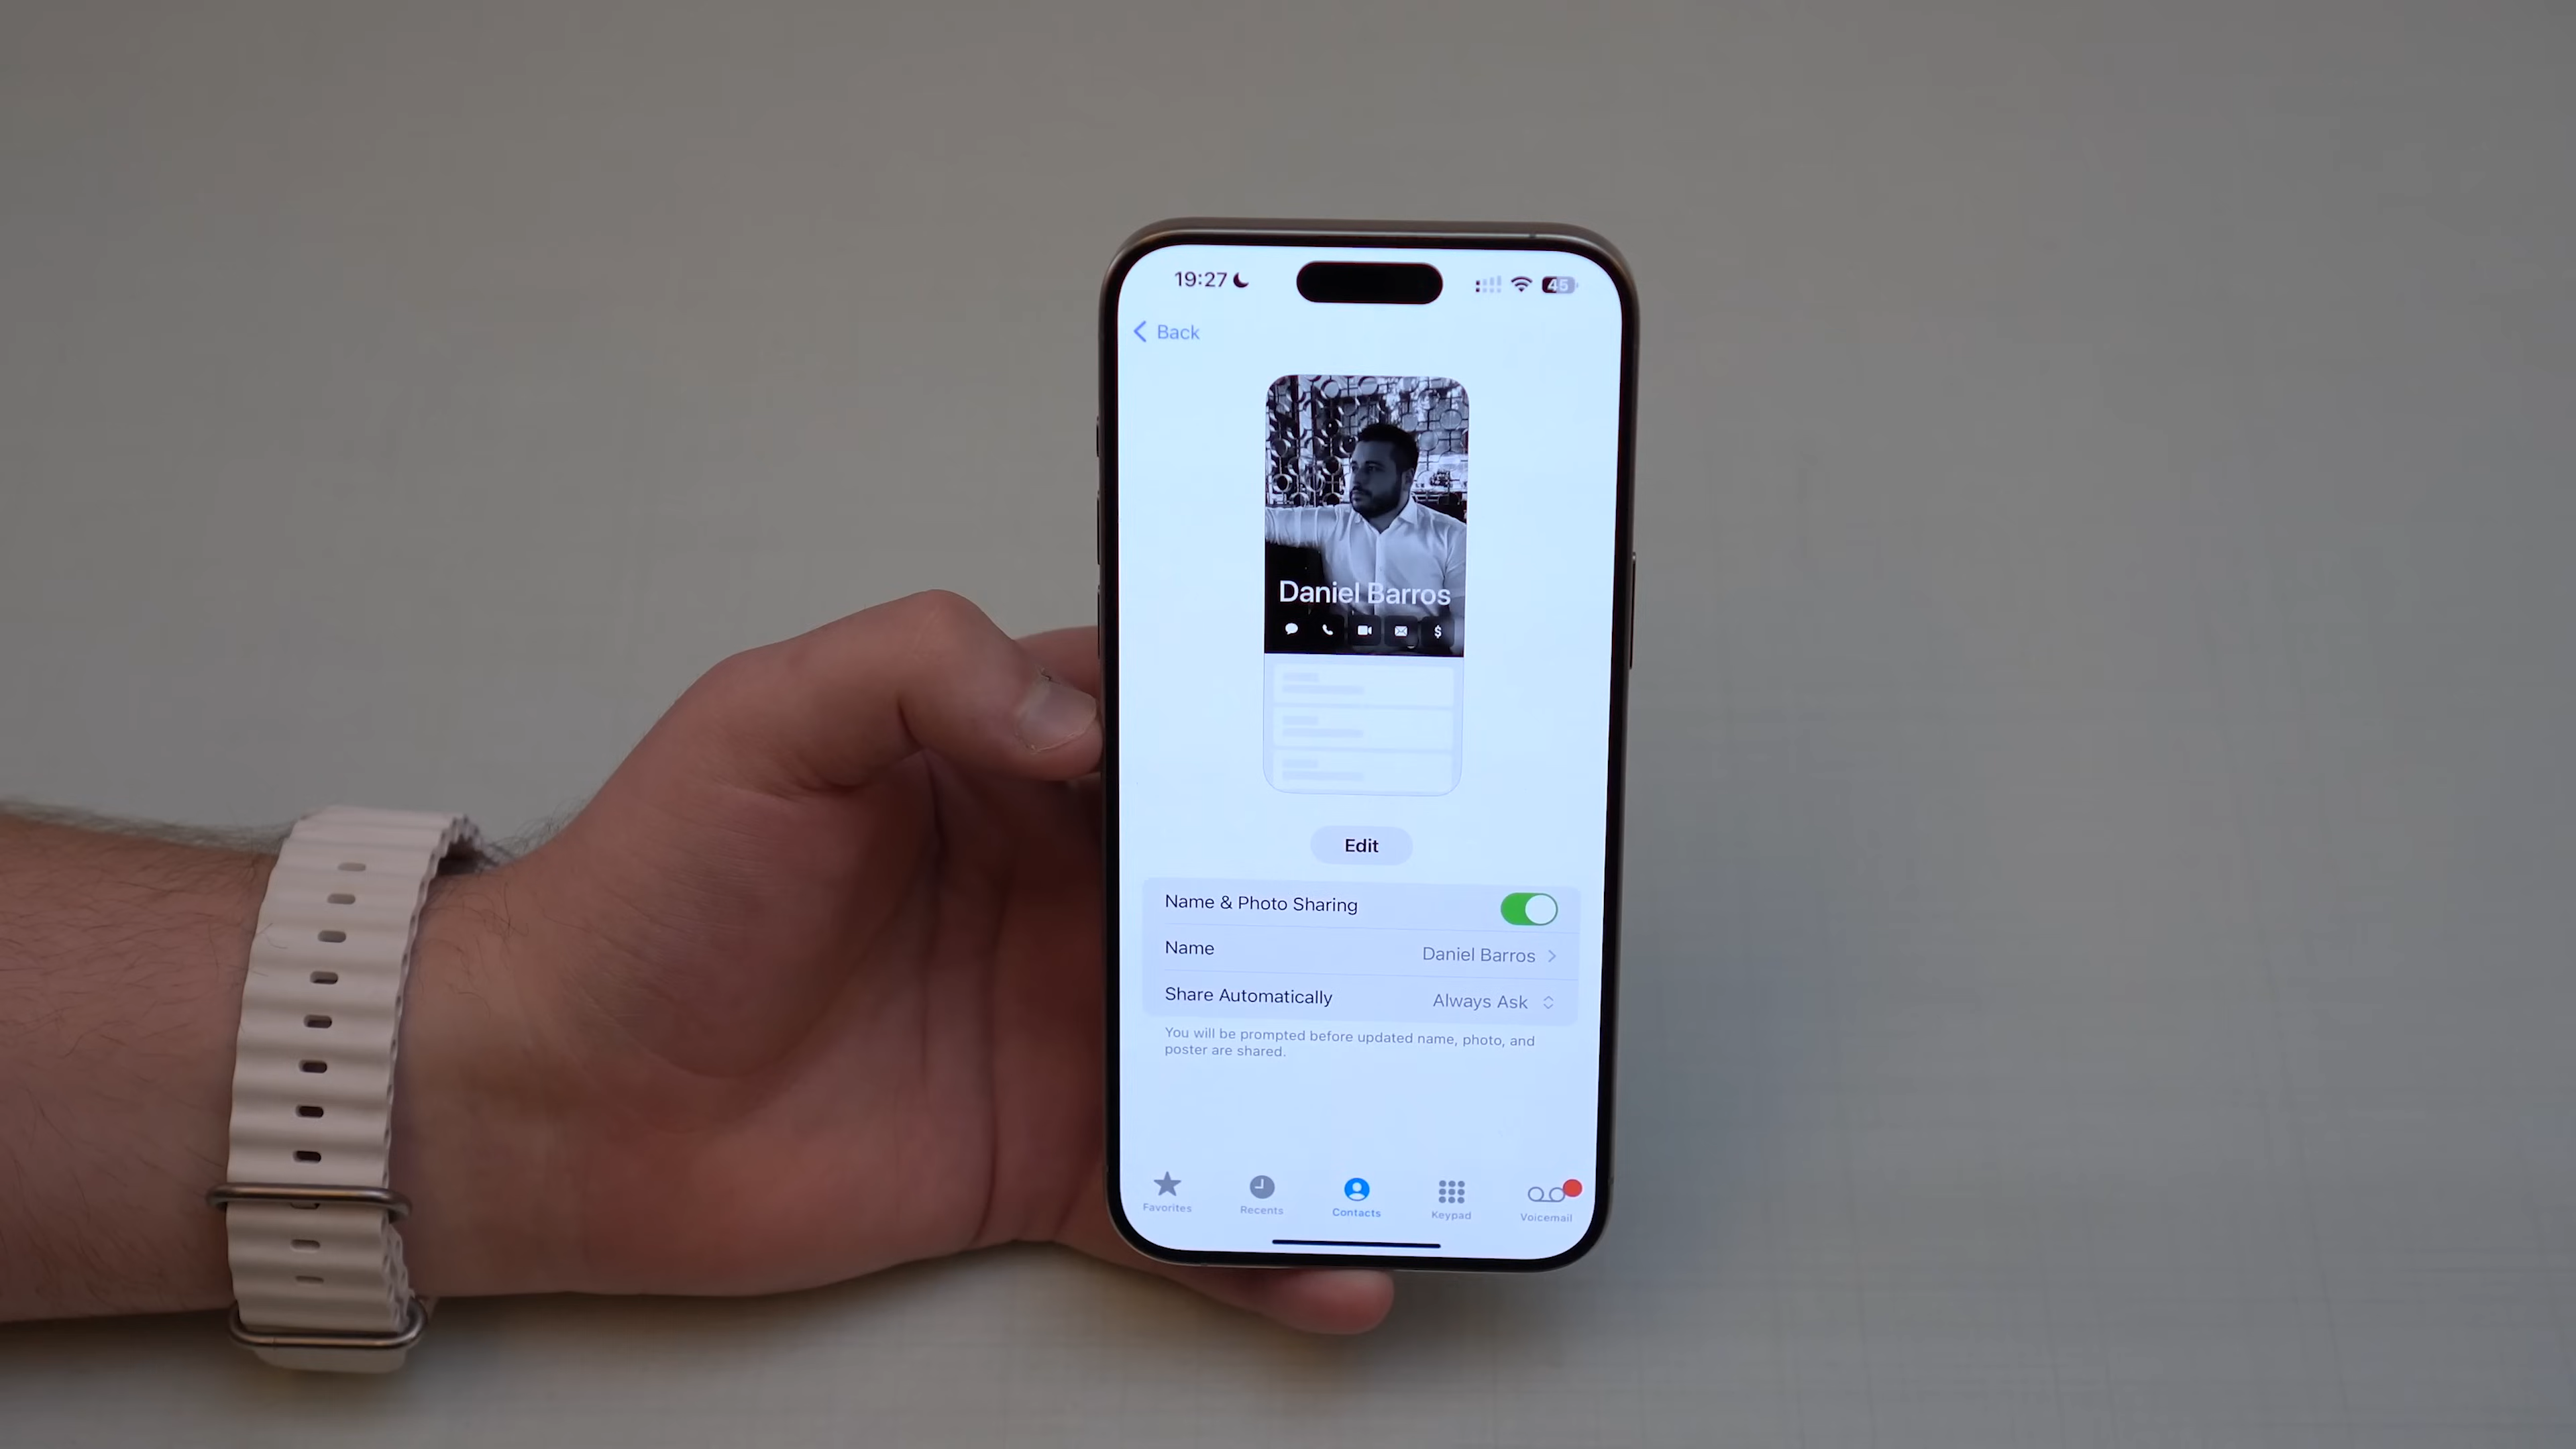 19:27
45
Back
Daniel Barros
$
Edit
Name & Photo Sharing
Name Daniel Barros
Share Automatically Always Ask
You will be prompted before updated name, photo, and
poster are shared.
Favorites Recents Contacts Keypad Voicemail